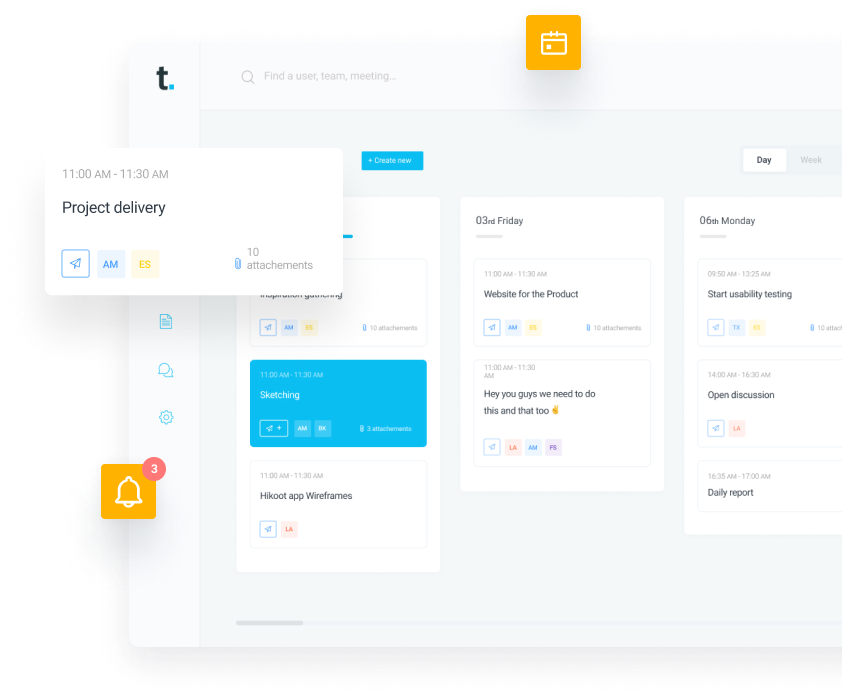 t.
Find a user, team, meeting...
+ Create new
Day
Week
11:00 AM - 11:30 AM
Project delivery
AM
ES
10
attachements
Inspiration gathering
AM
ES
10 attachements
11:00 AM - 11:30 AM
Sketching
+
AM
BK
3 attachements
11:00 AM - 11:30 AM
Hikoot app Wireframes
LA
03rd Friday
11:00 AM - 11:30 AM
Website for the Product
AM
ES
10 attachements
11:00 AM - 11:30
AM
Hey you guys we need to do
this and that too ✌️
LA
AM
FS
06th Monday
09:50 AM - 13:25 AM
Start usability testing
TX
ES
10 attach
14:00 AM - 16:30 AM
Open discussion
LA
16:35 AM - 17:00 AM
Daily report
3